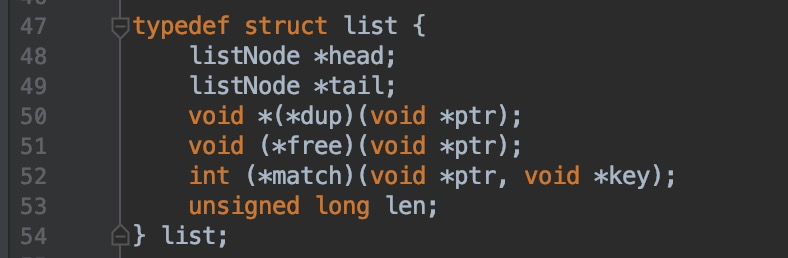 47 typedef struct list {
48     listNode *head;
49     listNode *tail;
50     void *(*dup)(void *ptr);
51     void (*free)(void *ptr);
52     int (*match)(void *ptr, void *key);
53     unsigned long len;
54 } list;